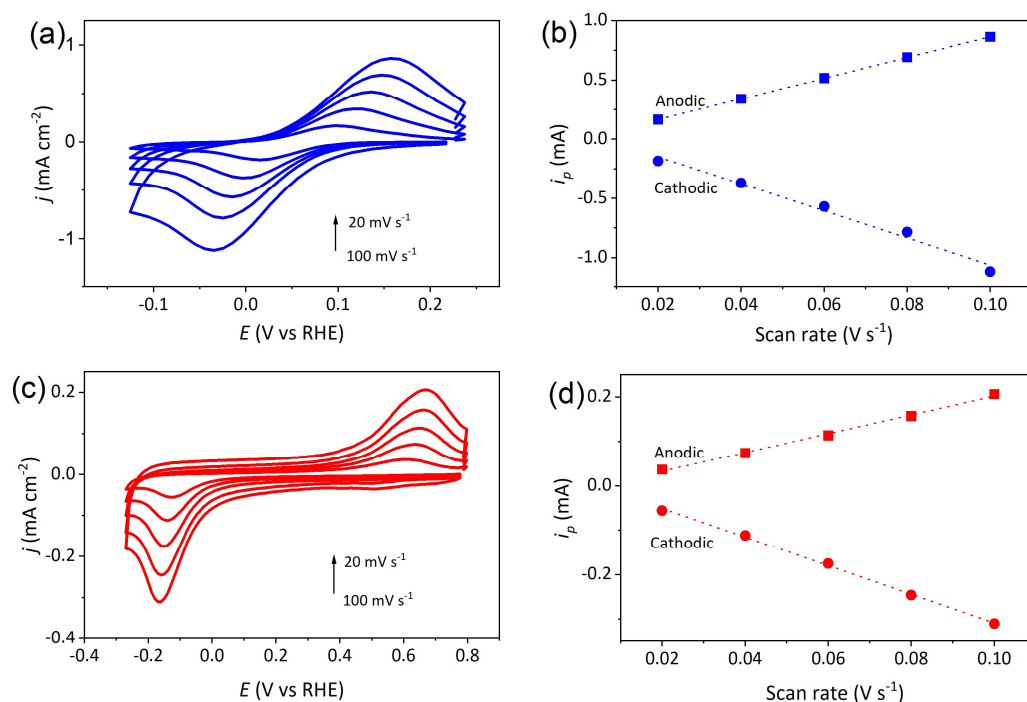 (a)
1
0
-1
j (mA cm⁻²)
20 mV s⁻¹
100 mV s⁻¹
-0.1 0.0 0.1 0.2
E (V vs RHE)
(b)
1.0
0.5
0.0
-0.5
-1.0
i_p (mA)
Anodic
Cathodic
0.02 0.04 0.06 0.08 0.10
Scan rate (V s⁻¹)
(c)
0.2
0.0
-0.2
-0.4
j (mA cm⁻²)
20 mV s⁻¹
100 mV s⁻¹
-0.4 -0.2 0.0 0.2 0.4 0.6 0.8
E (V vs RHE)
(d)
0.2
0.0
-0.2
i_p (mA)
Anodic
Cathodic
0.02 0.04 0.06 0.08 0.10
Scan rate (V s⁻¹)